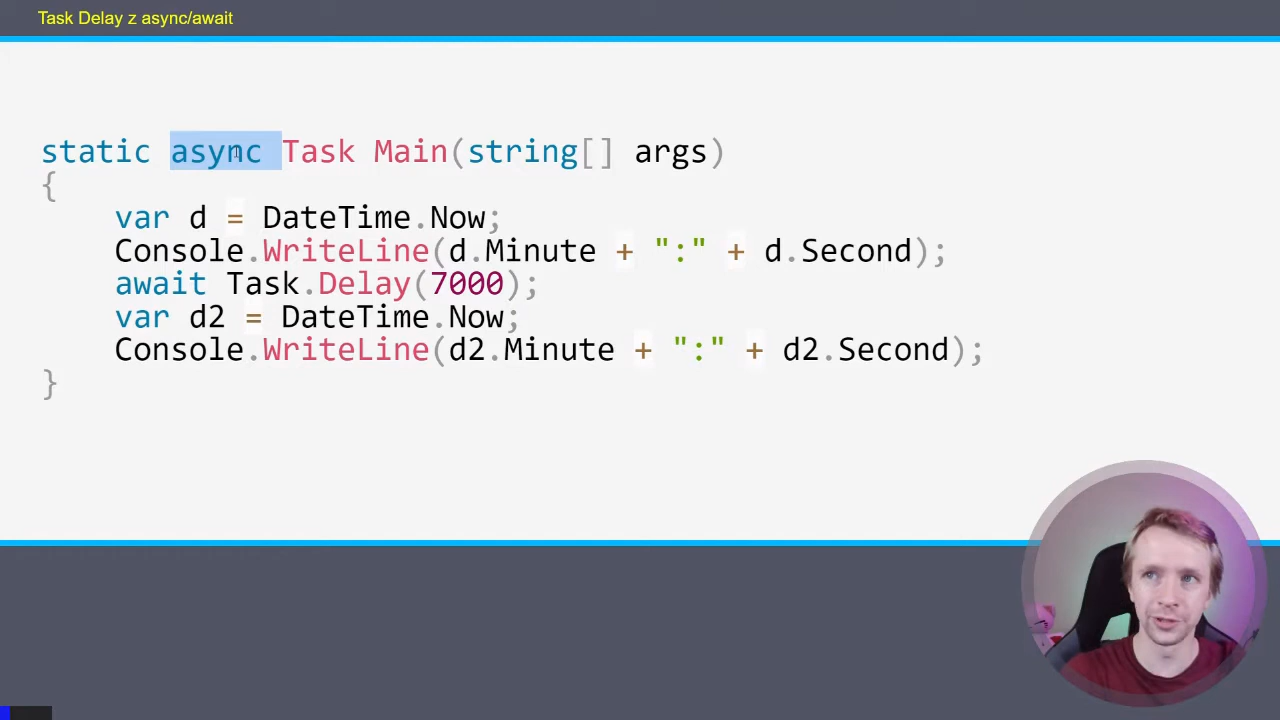 Task Delay z async/await
static async Task Main(string[] args)
{
var d = DateTime.Now;
Console.WriteLine(d.Minute + ":" + d.Second);
await Task.Delay(7000);
var d2 = DateTime.Now;
Console.WriteLine(d2.Minute + ":" + d2.Second);
}